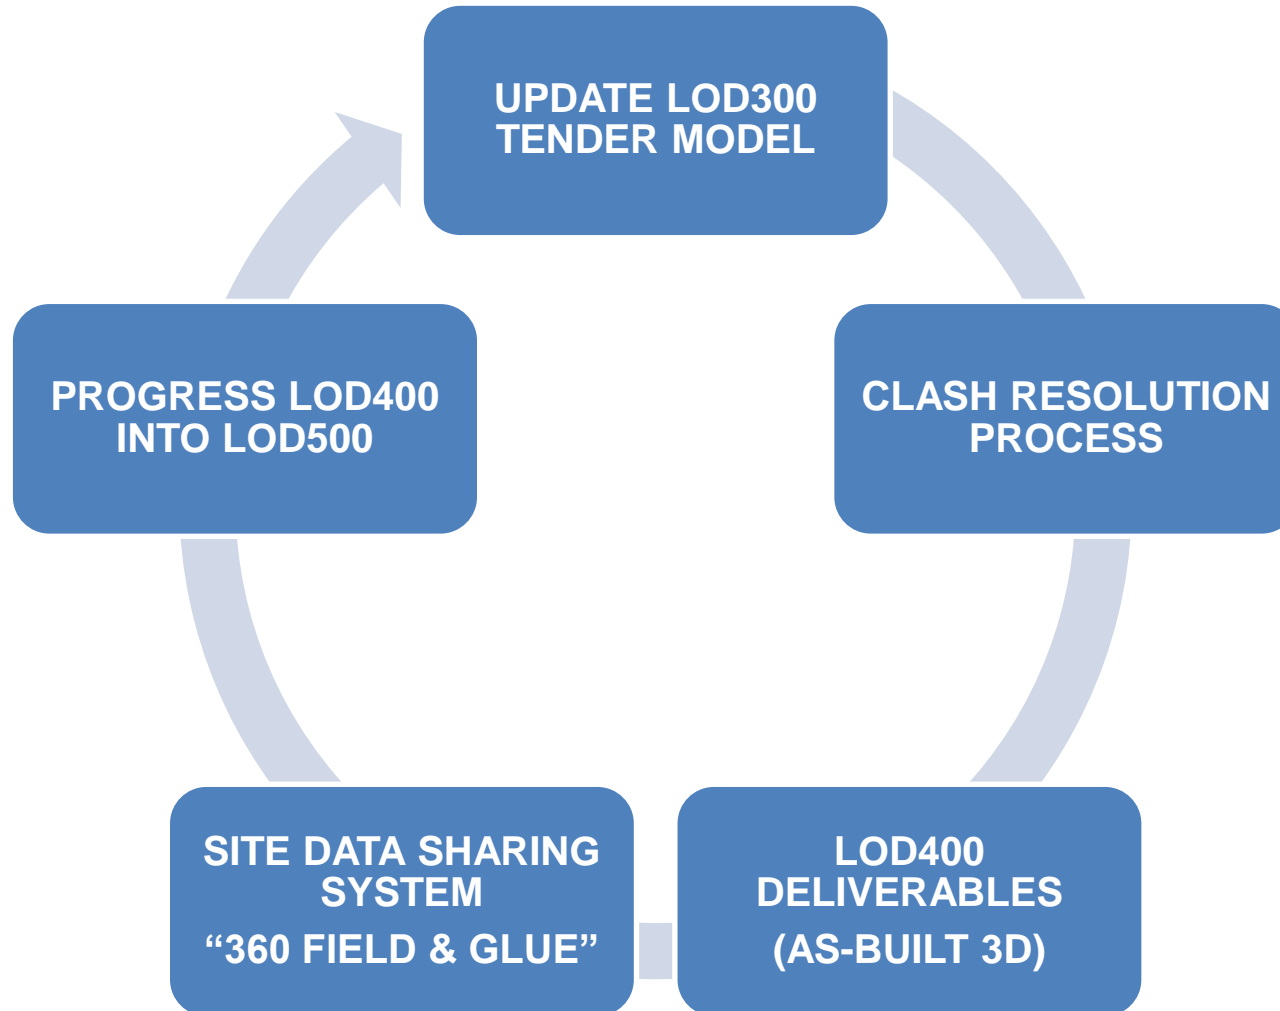 UPDATE LOD300
TENDER MODEL
CLASH RESOLUTION
PROCESS
LOD400
DELIVERABLES
(AS-BUILT 3D)
SITE DATA SHARING
SYSTEM
“360 FIELD & GLUE”
PROGRESS LOD400
INTO LOD500